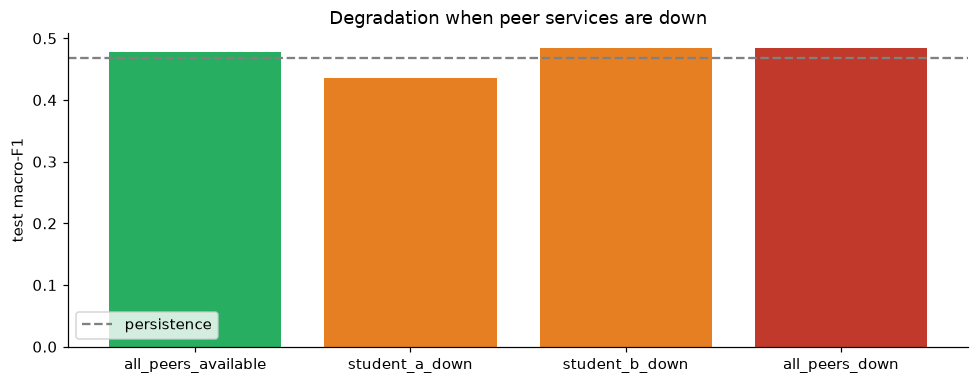 Degradation when peer services are down
test macro-F1
0.5
0.4
0.3
0.2
0.1
0.0
persistence
all_peers_available
student_a_down
student_b_down
all_peers_down